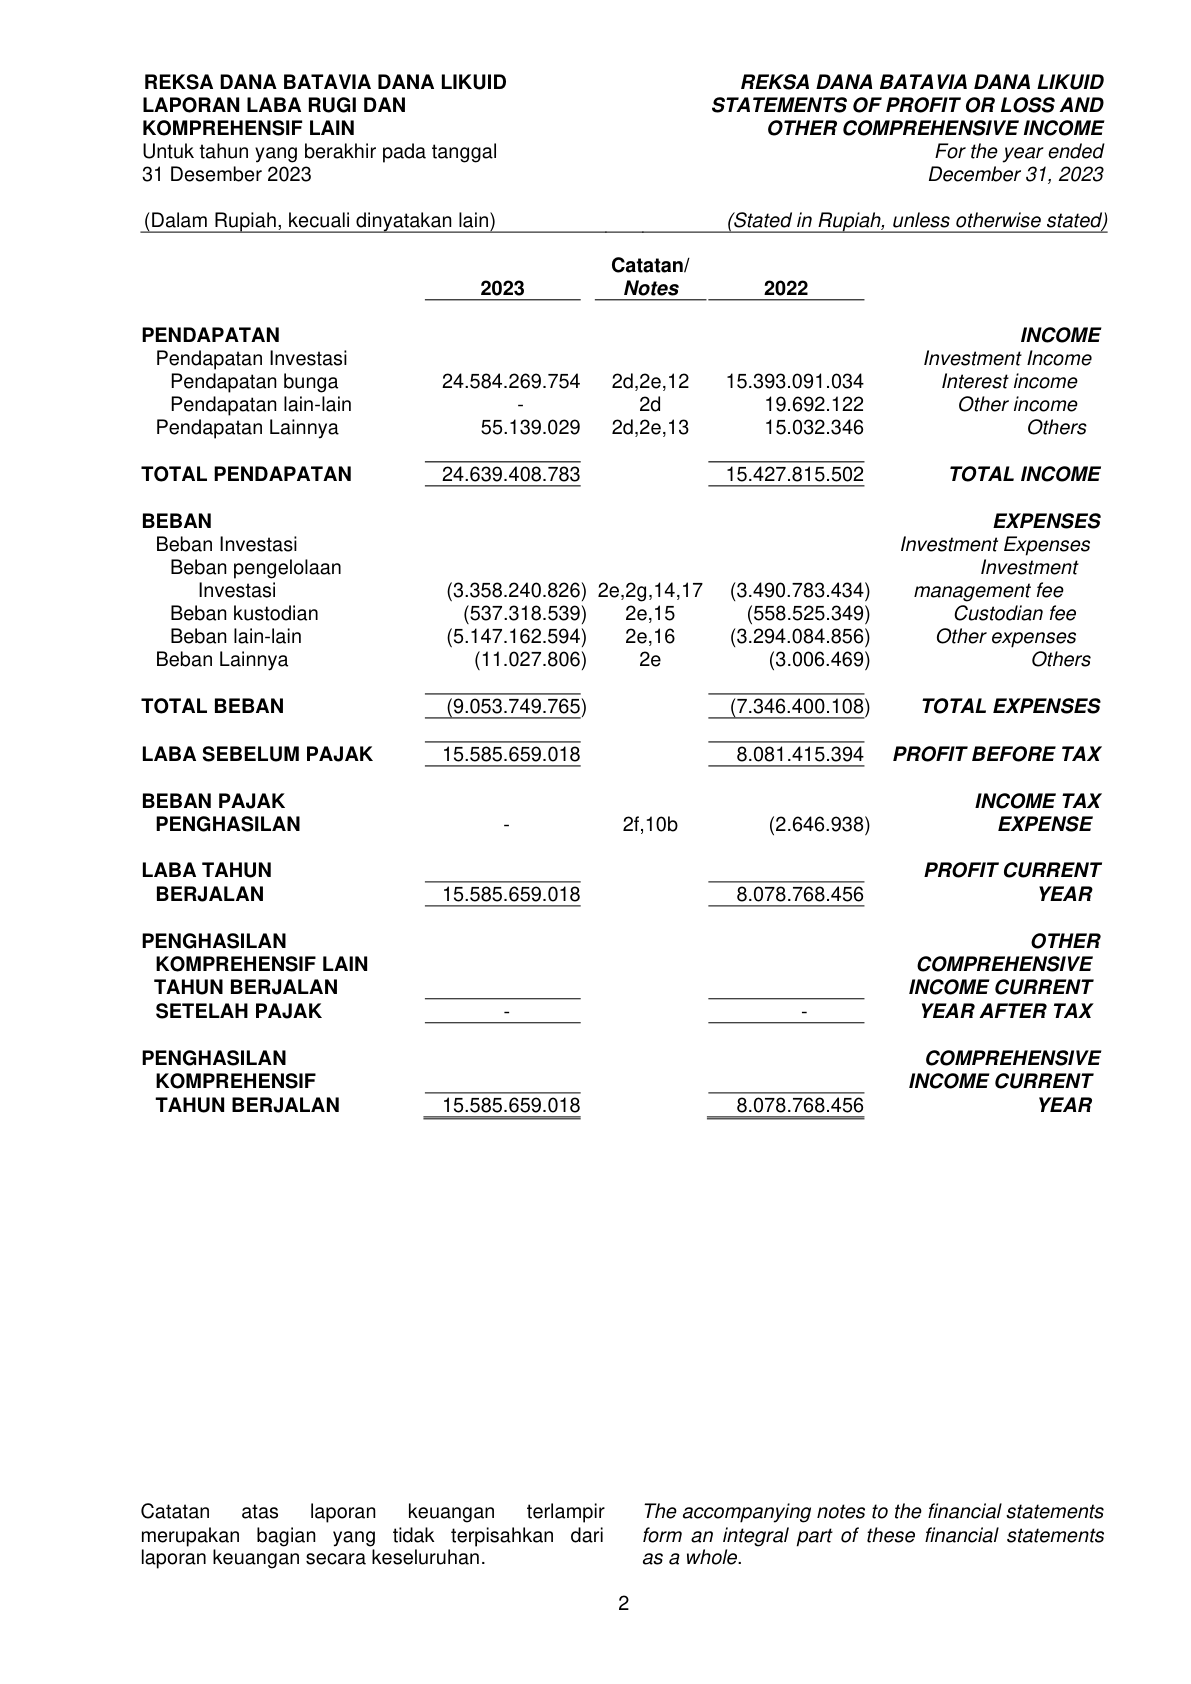 REKSA DANA BATAVIA DANA LIKUID REKSA DANA BATAVIA DANA LIKUID
LAPORAN LABA RUGI DAN STATEMENTS OF PROFIT OR LOSS AND
KOMPREHENSIF LAIN OTHER COMPREHENSIVE INCOME
Untuk tahun yang berakhir pada tanggal For the year ended
31 Desember 2023 December 31, 2023
(Dalam Rupiah, kecuali dinyatakan lain) (Stated in Rupiah, unless otherwise stated)
Catatan/
2023 Notes 2022
PENDAPATAN INCOME
Pendapatan Investasi Investment Income
Pendapatan bunga 24.584.269.754 2d,2e,12 15.393.091.034 Interest income
Pendapatan lain-lain - 2d 19.692.122 Other income
Pendapatan Lainnya 55.139.029 2d,2e,13 15.032.346 Others
TOTAL PENDAPATAN 24.639.408.783 15.427.815.502 TOTAL INCOME
BEBAN EXPENSES
Beban Investasi Investment Expenses
Beban pengelolaan Investment
Investasi (3.358.240.826) 2e,2g,14,17 (3.490.783.434) management fee
Beban kustodian (537.318.539) 2e,15 (558.525.349) Custodian fee
Beban lain-lain (5.147.162.594) 2e,16 (3.294.084.856) Other expenses
Beban Lainnya (11.027.806) 2e (3.006.469) Others
TOTAL BEBAN (9.053.749.765) (7.346.400.108) TOTAL EXPENSES
LABA SEBELUM PAJAK 15.585.659.018 8.081.415.394 PROFIT BEFORE TAX
BEBAN PAJAK INCOME TAX
PENGHASILAN - 2f,10b (2.646.938) EXPENSE
LABA TAHUN PROFIT CURRENT
BERJALAN 15.585.659.018 8.078.768.456 YEAR
PENGHASILAN OTHER
KOMPREHENSIF LAIN COMPREHENSIVE
TAHUN BERJALAN INCOME CURRENT
SETELAH PAJAK - - YEAR AFTER TAX
PENGHASILAN COMPREHENSIVE
KOMPREHENSIF INCOME CURRENT
TAHUN BERJALAN 15.585.659.018 8.078.768.456 YEAR
Catatan atas laporan keuangan terlampir
merupakan bagian yang tidak terpisahkan dari
laporan keuangan secara keseluruhan.
The accompanying notes to the financial statements
form an integral part of these financial statements
as a whole.
2